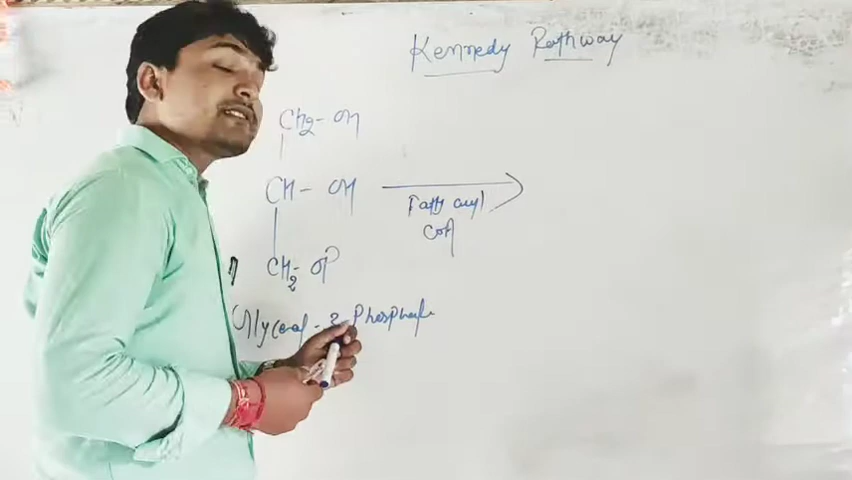 Kennedy Pathway
CH2 - OH
CH - OH
Fatty acyl
CoA
CH2 - OP
Glycerol - 3 Phosphate